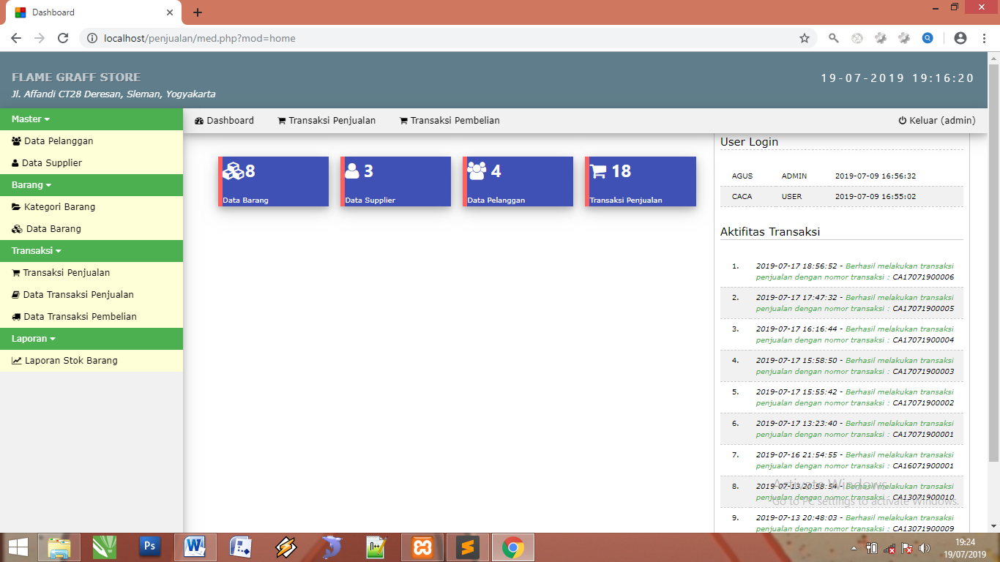 Dashboard
localhost/penjualan/med.php?mod=home
FLAME GRAFF STORE
Jl. Affandi CT28 Deresan, Sleman, Yogyakarta
19-07-2019 19:16:20
Master
Data Pelanggan
Data Supplier
Barang
Kategori Barang
Data Barang
Transaksi
Transaksi Penjualan
Data Transaksi Penjualan
Data Transaksi Pembelian
Laporan
Laporan Stok Barang
Dashboard Transaksi Penjualan Transaksi Pembelian Keluar (admin)
8
Data Barang
3
Data Supplier
4
Data Pelanggan
18
Transaksi Penjualan
User Login
AGUS ADMIN 2019-07-09 16:56:32
CACA USER 2019-07-09 16:55:02
Aktifitas Transaksi
1. 2019-07-17 18:56:52 - Berhasil melakukan transaksi
penjualan dengan nomor transaksi : CA17071900006
2. 2019-07-17 17:47:32 - Berhasil melakukan transaksi
penjualan dengan nomor transaksi : CA17071900005
3. 2019-07-17 16:16:44 - Berhasil melakukan transaksi
penjualan dengan nomor transaksi : CA17071900004
4. 2019-07-17 15:58:50 - Berhasil melakukan transaksi
penjualan dengan nomor transaksi : CA17071900003
5. 2019-07-17 15:55:42 - Berhasil melakukan transaksi
penjualan dengan nomor transaksi : CA17071900002
6. 2019-07-17 13:23:40 - Berhasil melakukan transaksi
penjualan dengan nomor transaksi : CA17071900001
7. 2019-07-16 21:54:55 - Berhasil melakukan transaksi
penjualan dengan nomor transaksi : CA16071900001
8. 2019-07-13 20:58:54 - Berhasil melakukan transaksi
penjualan dengan nomor transaksi : CA13071900010
9. 2019-07-13 20:48:03 - Berhasil melakukan transaksi
penjualan dengan nomor transaksi : CA13071900009
Activate Windows
Go to PC settings to activate Windows.
Ps
19:24
19/07/2019